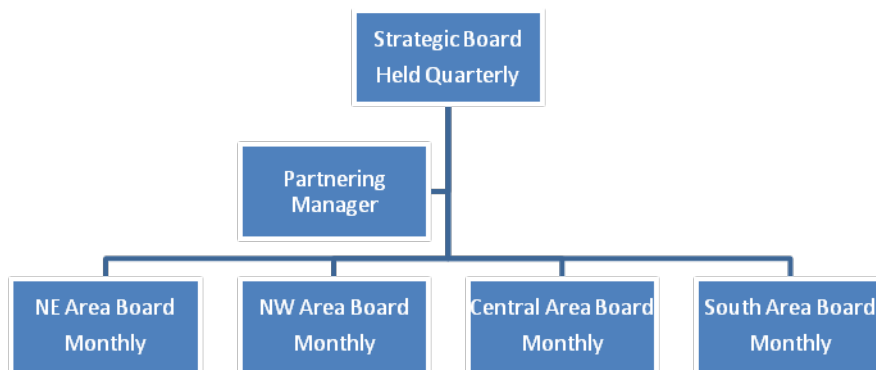 Strategic Board
Held Quarterly
Partnering
Manager
NE Area Board
Monthly
NW Area Board
Monthly
Central Area Board
Monthly
South Area Board
Monthly